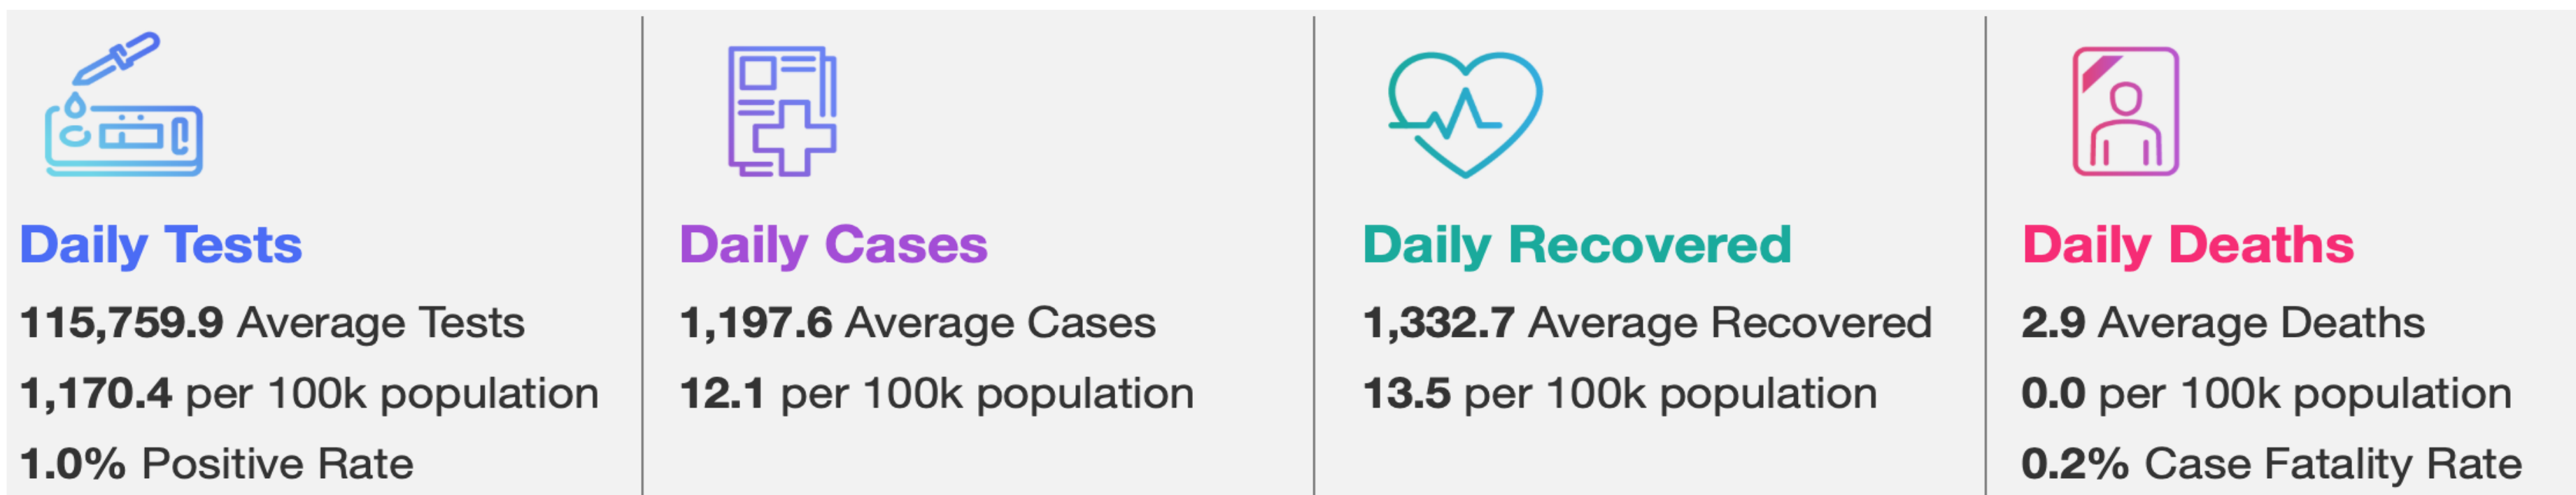 Daily Tests
115,759.9 Average Tests
1,170.4 per 100k population
1.0% Positive Rate
Daily Cases
1,197.6 Average Cases
12.1 per 100k population
Daily Recovered
1,332.7 Average Recovered
13.5 per 100k population
Daily Deaths
2.9 Average Deaths
0.0 per 100k population
0.2% Case Fatality Rate